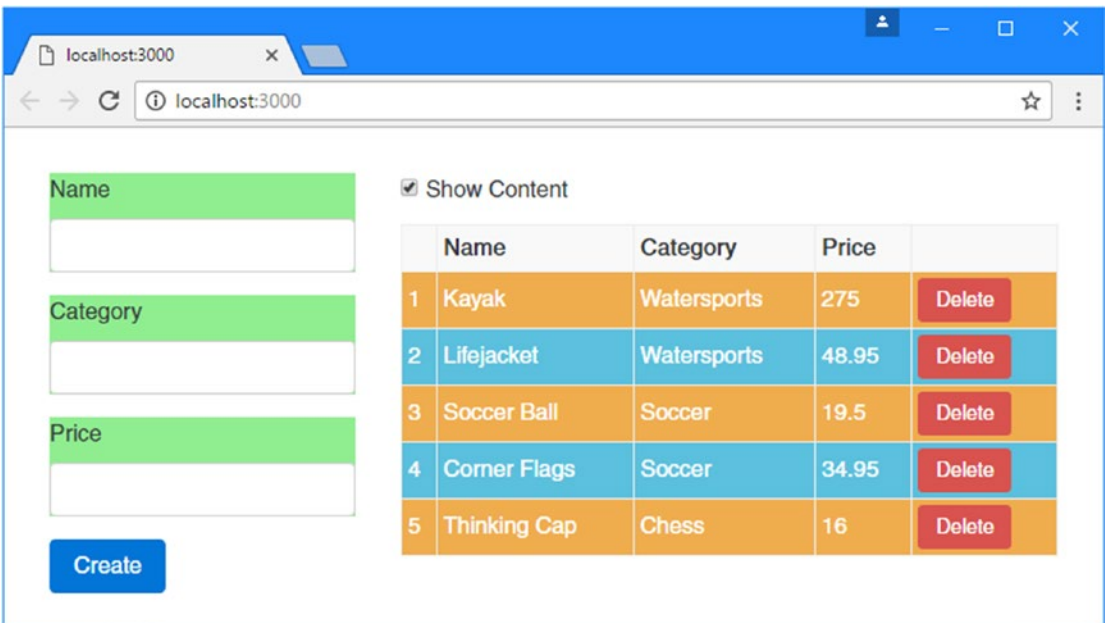 localhost:3000
localhost:3000
Name
Category
Price
Create
Show Content
Name Category Price
1 Kayak Watersports 275 Delete
2 Lifejacket Watersports 48.95 Delete
3 Soccer Ball Soccer 19.5 Delete
4 Corner Flags Soccer 34.95 Delete
5 Thinking Cap Chess 16 Delete